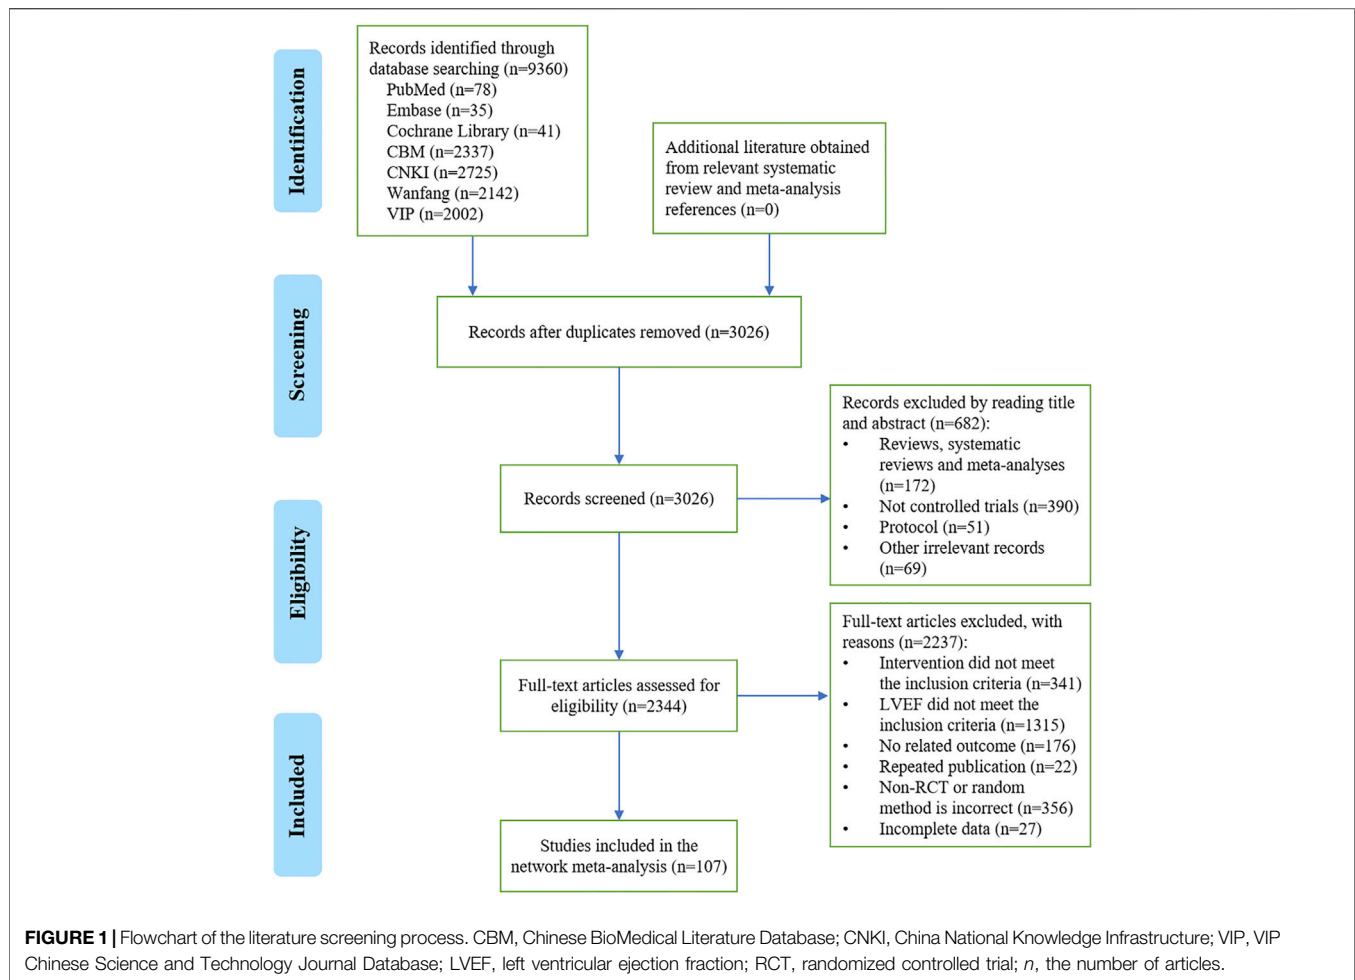 Identification
Records identified through
database searching (n=9360)
PubMed (n=78)
Embase (n=35)
Cochrane Library (n=41)
CBM (n=2337)
CNKI (n=2725)
Wanfang (n=2142)
VIP (n=2002)
Additional literature obtained
from relevant systematic
review and meta-analysis
references (n=0)
Screening
Records after duplicates removed (n=3026)
Records excluded by reading title
and abstract (n=682):
• Reviews, systematic
reviews and meta-analyses
(n=172)
• Not controlled trials (n=390)
• Protocol (n=51)
• Other irrelevant records
(n=69)
Records screened (n=3026)
Eligibility
Full-text articles assessed for
eligibility (n=2344)
Full-text articles excluded, with
reasons (n=2237):
• Intervention did not meet
the inclusion criteria (n=341)
• LVEF did not meet the
inclusion criteria (n=1315)
• No related outcome (n=176)
• Repeated publication (n=22)
• Non-RCT or random
method is incorrect (n=356)
• Incomplete data (n=27)
Included
Studies included in the
network meta-analysis (n=107)
FIGURE 1 | Flowchart of the literature screening process. CBM, Chinese BioMedical Literature Database; CNKI, China National Knowledge Infrastructure; VIP, VIP
Chinese Science and Technology Journal Database; LVEF, left ventricular ejection fraction; RCT, randomized controlled trial; n, the number of articles.